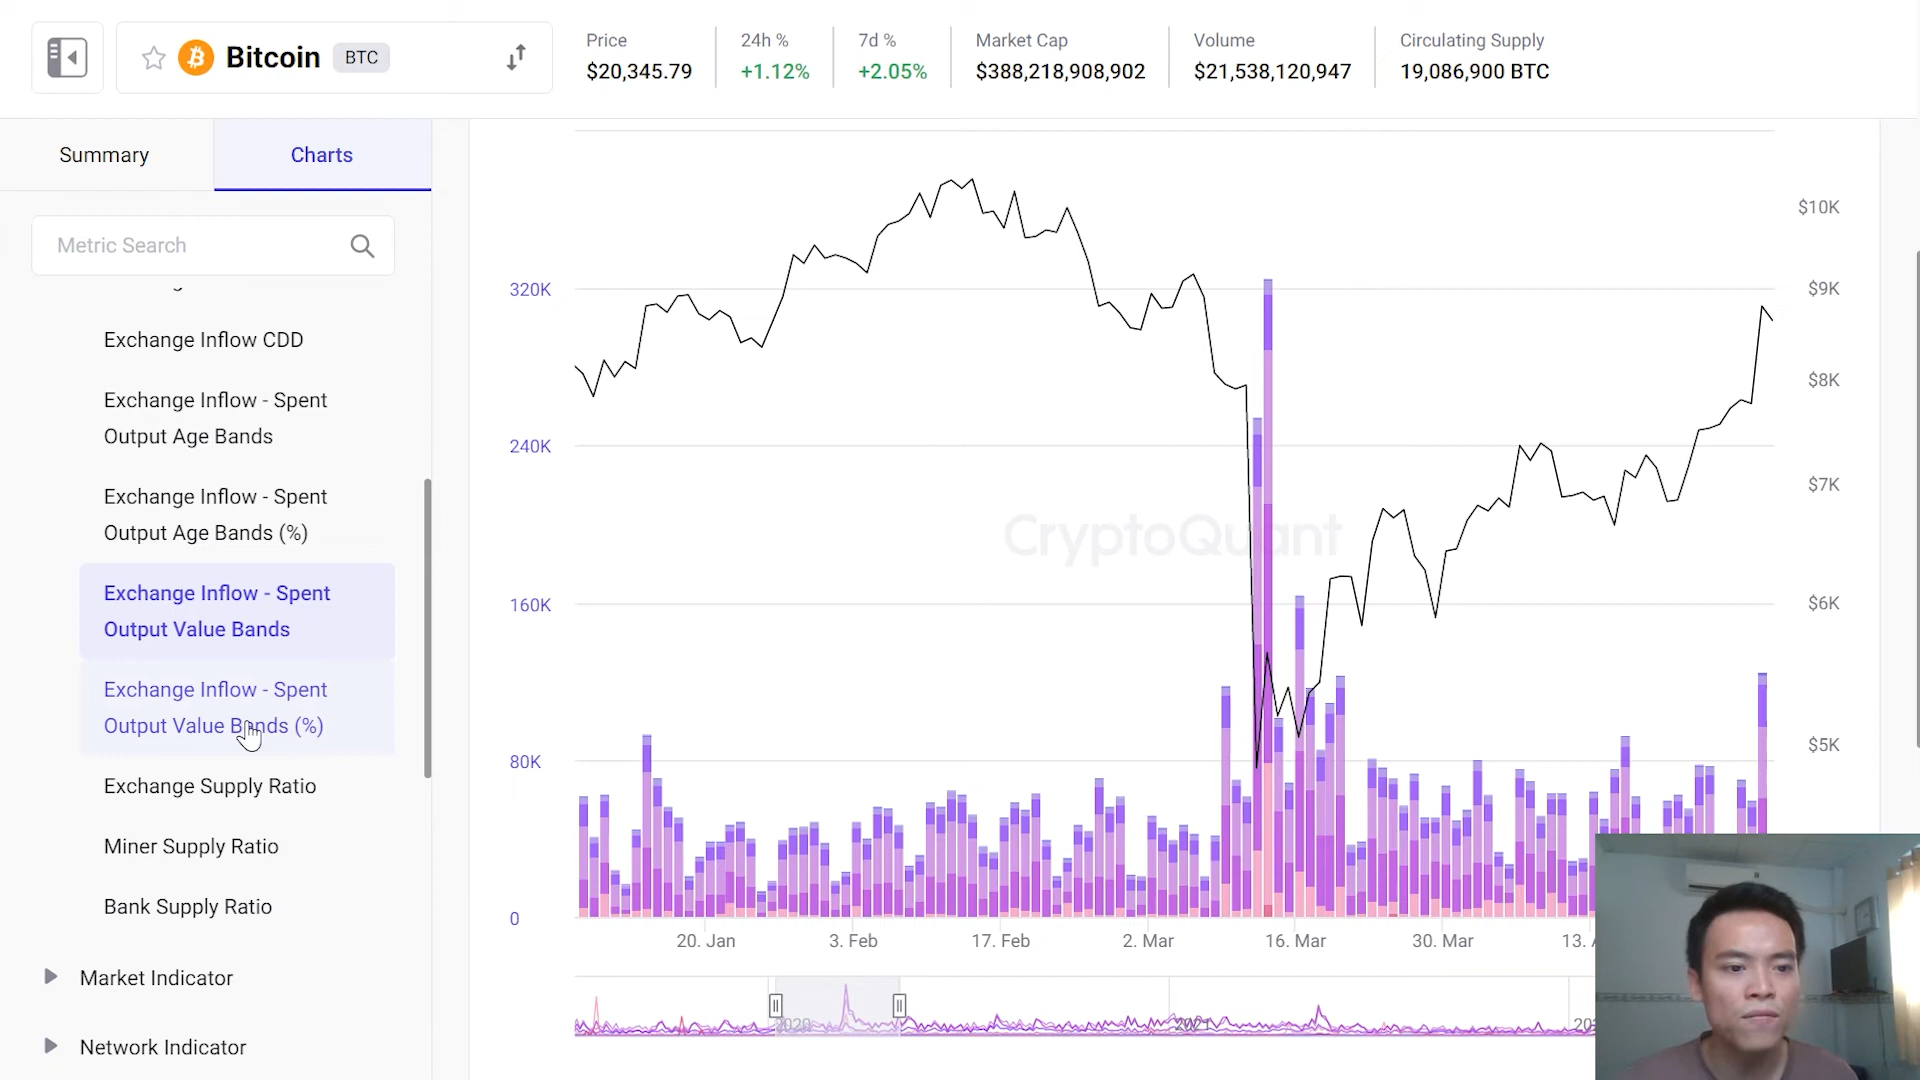 Bitcoin BTC
Price
$20,345.79
24h %
+1.12%
7d %
+2.05%
Market Cap
$388,218,908,902
Volume
$21,538,120,947
Circulating Supply
19,086,900 BTC
Summary
Charts
Metric Search
Exchange Inflow CDD
Exchange Inflow - Spent
Output Age Bands
Exchange Inflow - Spent
Output Age Bands (%)
Exchange Inflow - Spent
Output Value Bands
Exchange Inflow - Spent
Output Value Bands (%)
Exchange Supply Ratio
Miner Supply Ratio
Bank Supply Ratio
Market Indicator
Network Indicator
320K
240K
160K
80K
0
CryptoQuant
$10K
$9K
$8K
$7K
$6K
$5K
20. Jan
3. Feb
17. Feb
2. Mar
16. Mar
30. Mar
13.
2020
2021